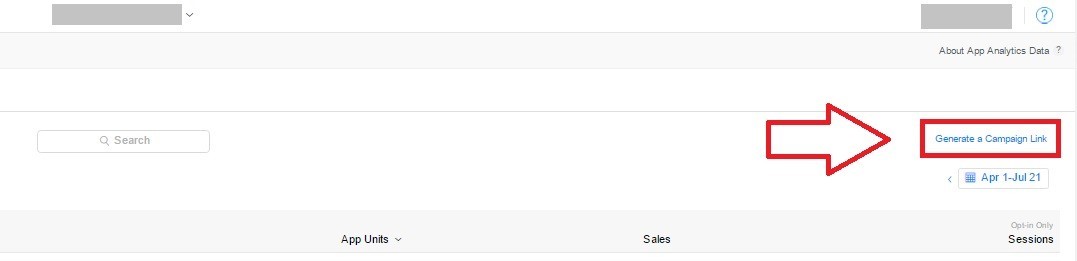 ?
About App Analytics Data ?
Search
Generate a Campaign Link
‹ Apr 1-Jul 21
Opt-in Only
App Units Sales Sessions